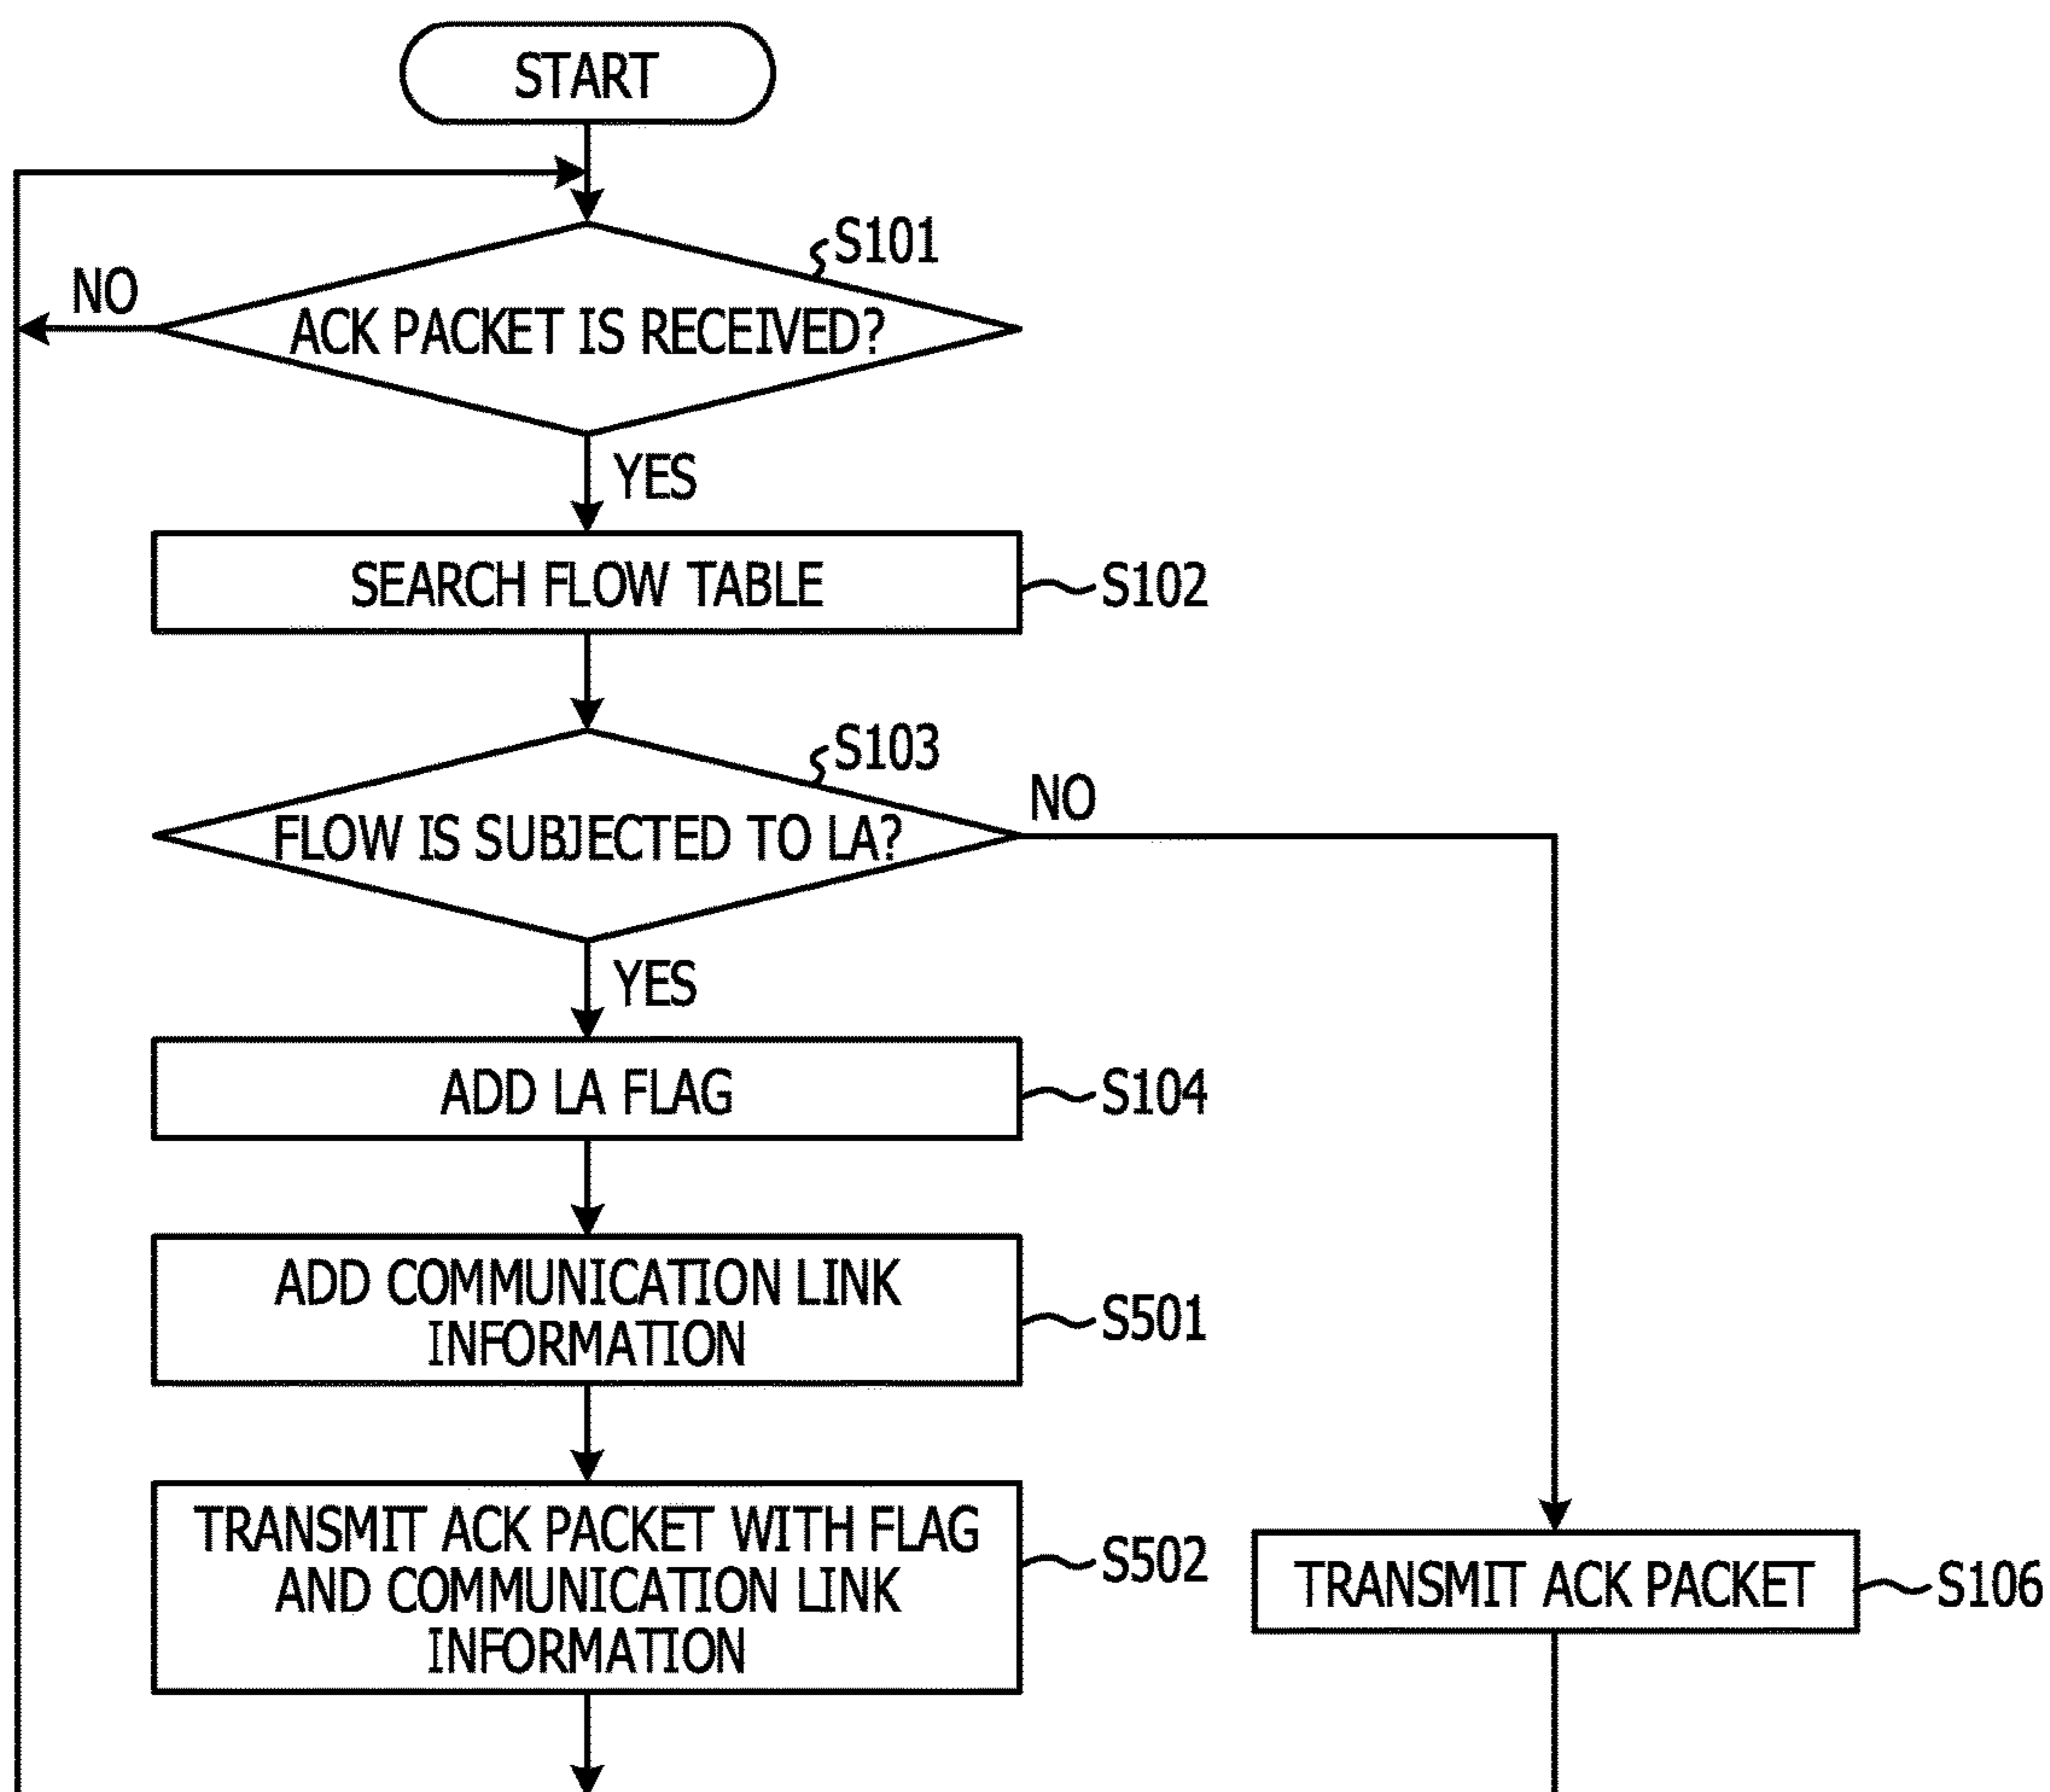 START
S101
NO
ACK PACKET IS RECEIVED?
YES
SEARCH FLOW TABLE
S102
S103
NO
FLOW IS SUBJECTED TO LA?
YES
ADD LA FLAG
S104
ADD COMMUNICATION LINK
INFORMATION
S501
TRANSMIT ACK PACKET WITH FLAG
AND COMMUNICATION LINK
INFORMATION
S502
TRANSMIT ACK PACKET
S106